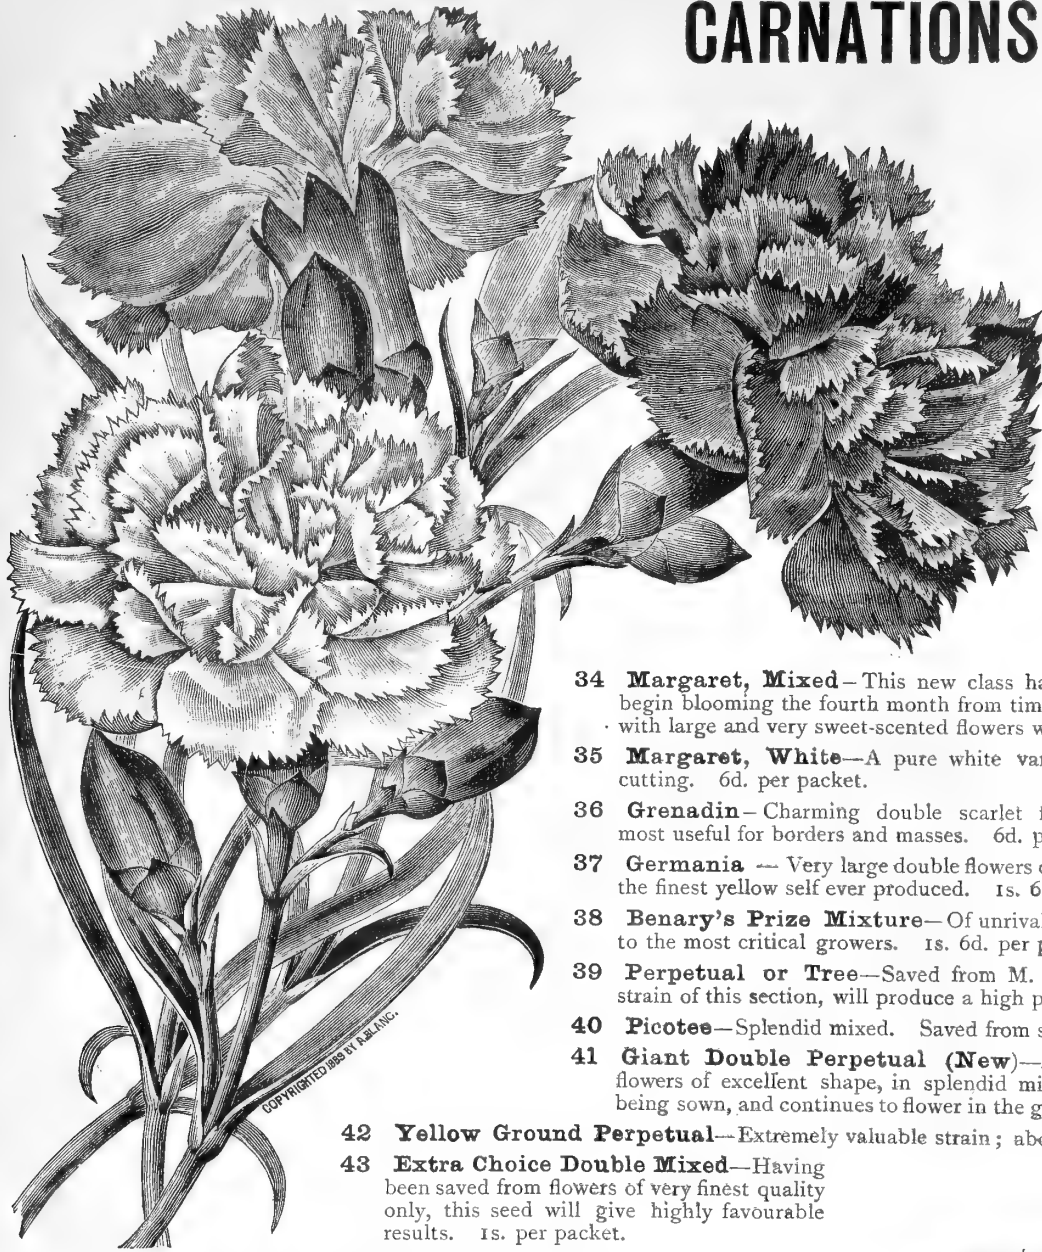 CARNATIONS
34 Margaret, Mixed—This new class ha
begin blooming the fourth month from tim
with large and very sweet-scented flowers w
35 Margaret, White—A pure white var
cutting. 6d. per packet.
36 Grenadin—Charming double scarlet f
most useful for borders and masses. 6d. p
37 Germania — Very large double flowers o
the finest yellow self ever produced. 1s. 6
38 Benary's Prize Mixture—Of unrival
to the most critical growers. 1s. 6d. per p
39 Perpetual or Tree—Saved from M.
strain of this section, will produce a high p
40 Picotee—Splendid mixed. Saved from s
41 Giant Double Perpetual (New)—
flowers of excellent shape, in splendid mi
being sown, and continues to flower in the g
COPYRIGHTED 1889 BY A. BLANC.
42 Yellow Ground Perpetual—Extremely valuable strain; abo
43 Extra Choice Double Mixed—Having
been saved from flowers of very finest quality
only, this seed will give highly favourable
results. 1s. per packet.